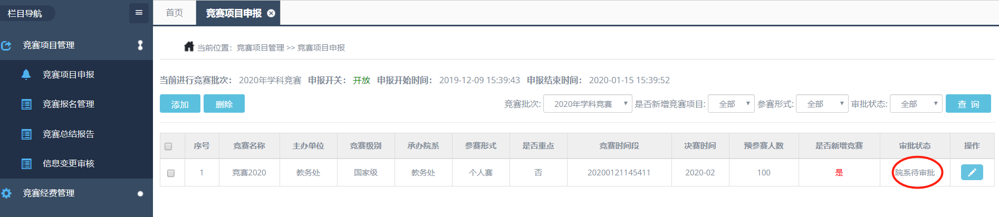 栏目导航
首页
竞赛项目申报
竞赛项目管理
竞赛项目申报
竞赛报名管理
竞赛总结报告
信息变更审核
竞赛经费管理
当前位置：竞赛项目管理 >> 竞赛项目申报
当前进行竞赛批次： 2020年学科竞赛 申报开关： 开放 申报开始时间： 2019-12-09 15:39:43 申报结束时间： 2020-01-15 15:39:52
添加 删除 竞赛批次: 2020年学科竞赛 是否新增竞赛项目: 全部 参赛形式: 全部 审批状态: 全部 查 询
序号 竞赛名称 主办单位 竞赛级别 承办院系 参赛形式 是否重点 竞赛时间段 决赛时间 预参赛人数 是否新增竞赛 审批状态 操作
1 竞赛2020 教务处 国家级 教务处 个人赛 否 20200121145411 2020-02 100 是 院系待审批